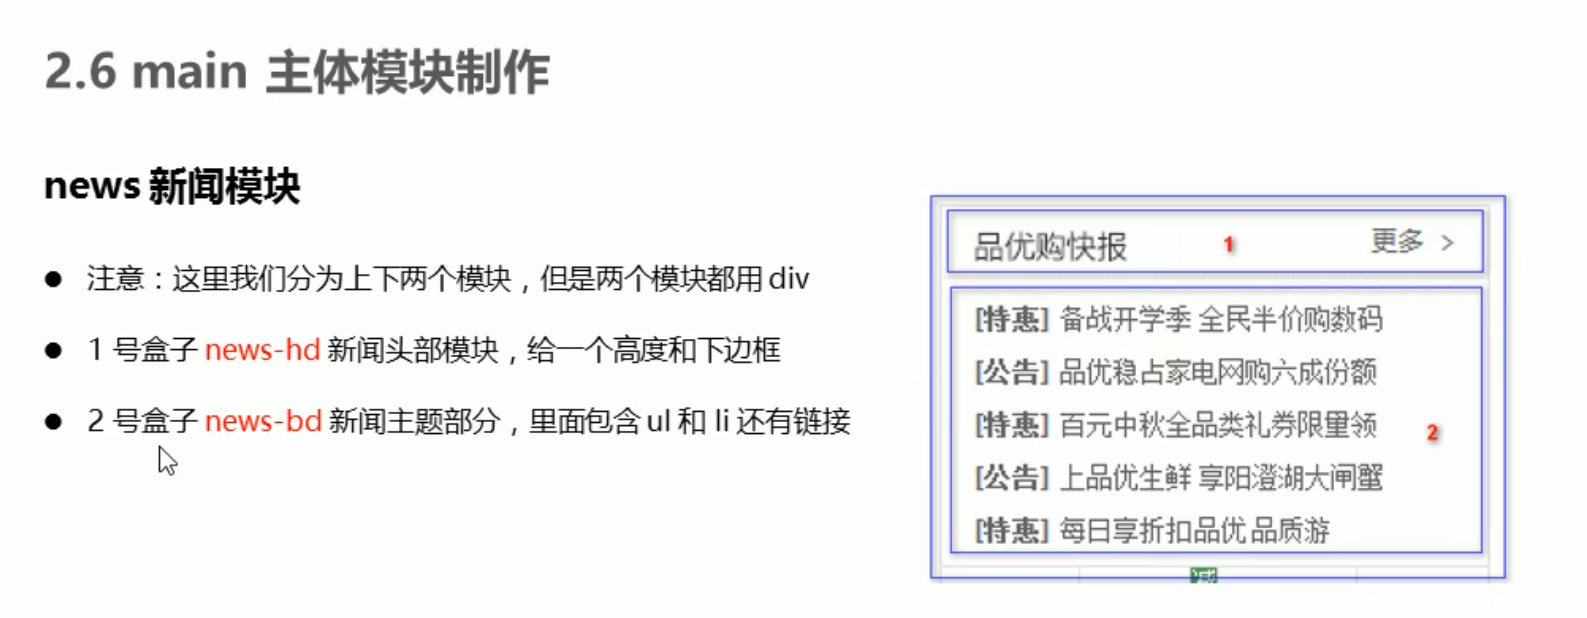 2.6 main 主体模块制作
news 新闻模块
● 注意：这里我们分为上下两个模块，但是两个模块都用 div
● 1 号盒子 news-hd 新闻头部模块，给一个高度和下边框
● 2 号盒子 news-bd 新闻主题部分，里面包含 ul 和 li 还有链接
品优购快报 1 更多 >
[特惠] 备战开学季 全民半价购数码
[公告] 品优稳占家电网购六成份额
[特惠] 百元中秋全品类礼券限量领
2
[公告] 上品优生鲜 享阳澄湖大闸蟹
[特惠] 每日享折扣品优品质游
减